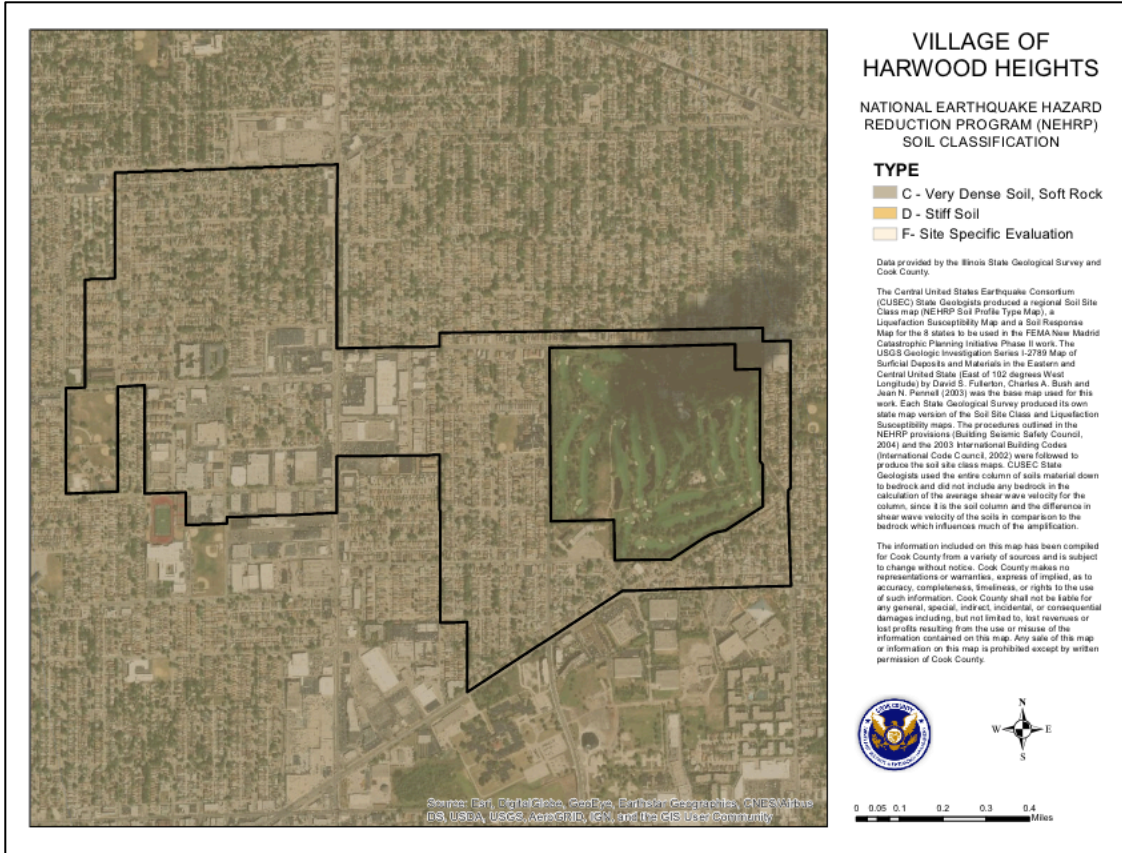 VILLAGE OF
HARWOOD HEIGHTS
NATIONAL EARTHQUAKE HAZARD
REDUCTION PROGRAM (NEHRP)
SOIL CLASSIFICATION
TYPE
C - Very Dense Soil, Soft Rock
D - Stiff Soil
F- Site Specific Evaluation
Data provided by the Illinois State Geological Survey and
Cook County.
The Central United States Earthquake Consortium
(CUSEC) State Geologists produced a regional Soil Site
Class map (NEHRP Soil Profile Type Map), a
Liquefaction Susceptibility Map and a Soil Response
Map for the 8 states to be used in the FEMA New Madrid
Catastrophic Planning Initiative Phase II work. The
USGS Geologic Investigation Series I-2789 Map of
Surficial Deposits and Materials in the Eastern and
Central United State (East of 102 degrees West
Longitude) by David S. Fullerton, Charles A. Bush and
Jean N. Pennell (2003) was the base map used for this
work. Each State Geological Survey produced its own
state map version of the Soil Site Class and Liquefaction
Susceptibility maps. The procedures outlined in the
NEHRP provisions (Building Seismic Safety Council,
2004) and the 2003 International Building Codes
(International Code Council, 2002) were followed to
produce the soil site class maps. CUSEC State
Geologists used the entire column of soils material down
to bedrock and did not include any bedrock in the
calculation of the average shear wave velocity for the
column, since it is the soil column and the difference in
shear wave velocity of the soils in comparison to the
bedrock which influences much of the amplification.
The information included on this map has been compiled
for Cook County from a variety of sources and is subject
to change without notice. Cook County makes no
representations or warranties, express of implied, as to
accuracy, completeness, timeliness, or rights to the use
of such information. Cook County shall not be liable for
any general, special, indirect, incidental, or consequential
damages including, but not limited to, lost revenues or
lost profits resulting from the use or misuse of the
information contained on this map. Any sale of this map
or information on this map is prohibited except by written
permission of Cook County.
N
W E
S
0 0.05 0.1 0.2 0.3 0.4
Miles
Source: Esri, DigitalGlobe, GeoEye, Earthstar Geographics, CNES/Airbus
DS, USDA, USGS, AeroGRID, IGN, and the GIS User Community